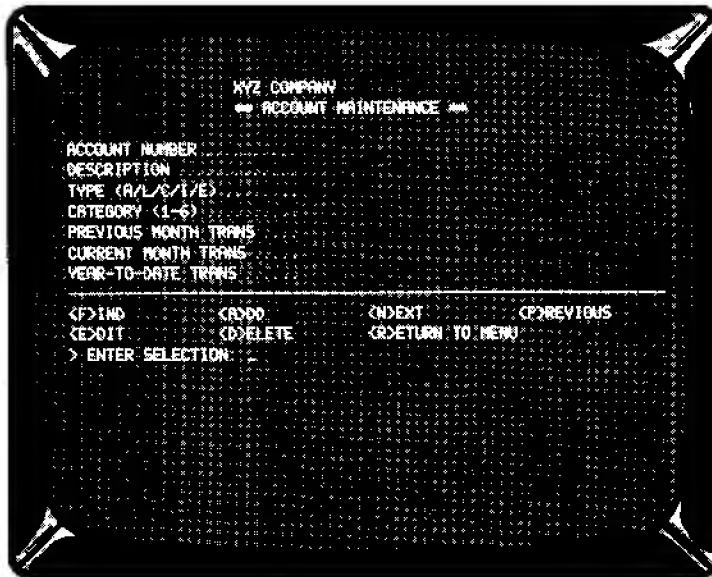 XYZ COMPANY
** ACCOUNT MAINTENANCE **
ACCOUNT NUMBER..........
DESCRIPTION.............
TYPE (A/L/C/I/E)........
CATEGORY (1-6)..........
PREVIOUS MONTH TRANS....
CURRENT MONTH TRANS.....
YEAR-TO-DATE TRANS......
<F>IND <A>DD <N>EXT <P>REVIOUS
<E>DIT <D>ELETE <R>ETURN TO MENU
> ENTER SELECTION: _